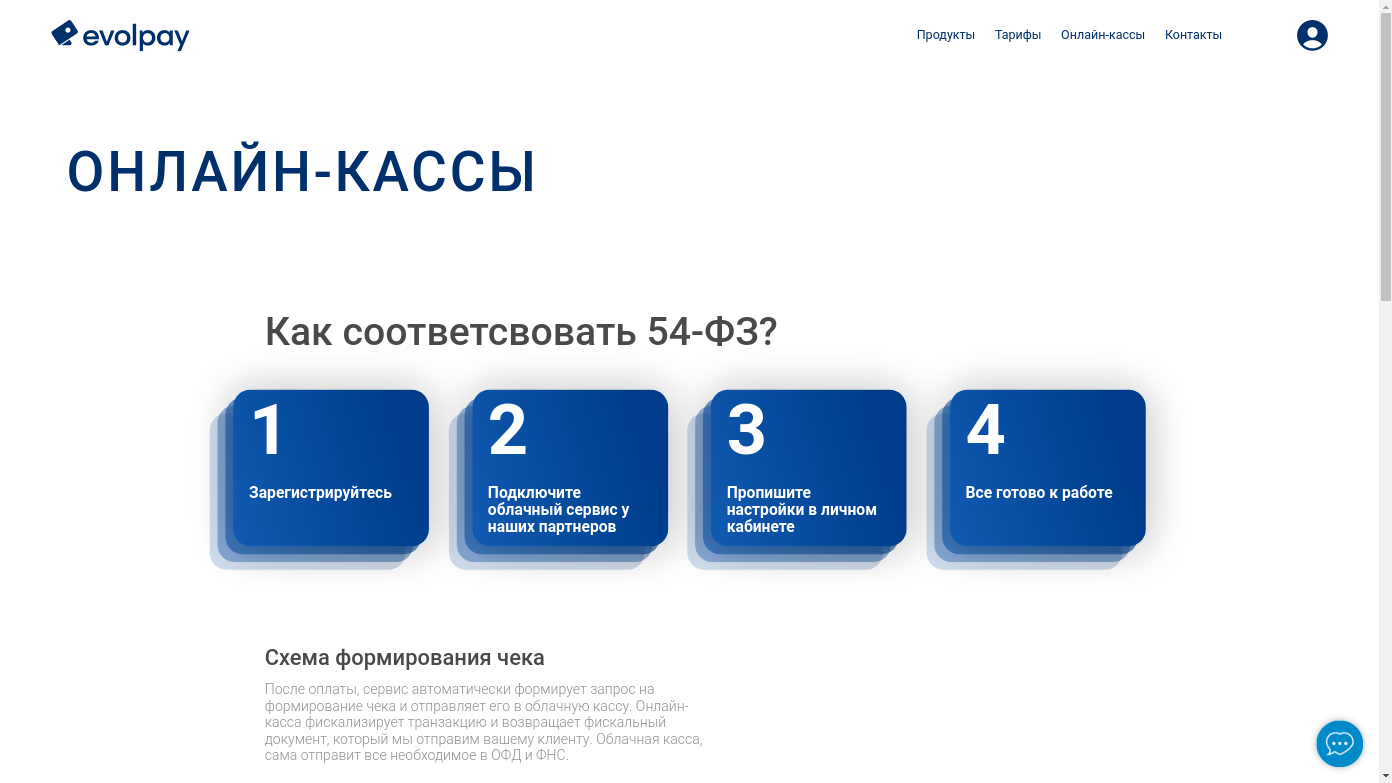 evolpay
Продукты
Тарифы
Онлайн-кассы
Контакты
ОНЛАЙН-КАССЫ
Как соответсвовать 54-ФЗ?
1
Зарегистрируйтесь
2
Подключите
облачный сервис у
наших партнеров
3
Пропишите
настройки в личном
кабинете
4
Все готово к работе
Схема формирования чека
После оплаты, сервис автоматически формирует запрос на
формирование чека и отправляет его в облачную кассу. Онлайн-
касса фискализирует транзакцию и возвращает фискальный
документ, который мы отправим вашему клиенту. Облачная касса,
сама отправит все необходимое в ОФД и ФНС.